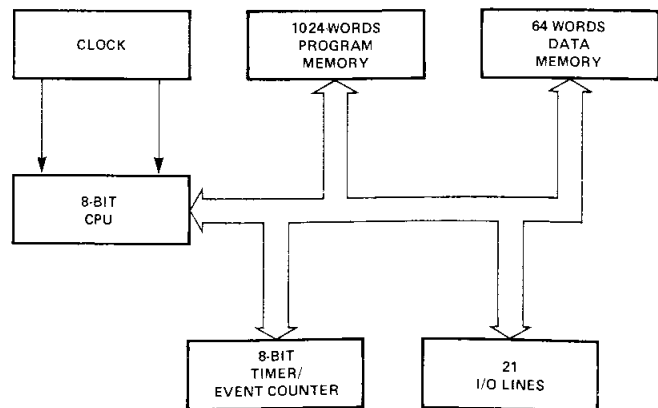 CLOCK
1024-WORDS
PROGRAM
MEMORY
64 WORDS
DATA
MEMORY
8-BIT
CPU
8-BIT
TIMER/
EVENT COUNTER
21
I/O LINES